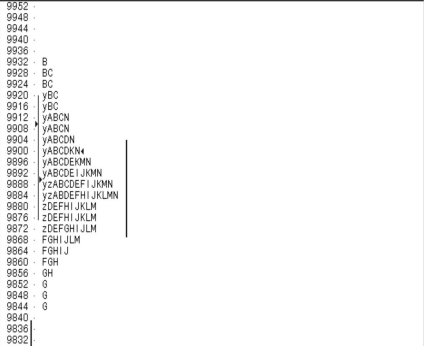 9952
9948
9944
9940
9936
9932 B
9928 BC
9924 BC
9920 yBC
9916 yBC
9912 yABCN
9908 yABCN
9904 yABCDN
9900 yABCDKN
9896 yABCDEKMN
9892 yABCDEIJKMN
9888 yzABCDEFIJKMN
9884 yzABDEFHIJKLMN
9880 zDEFHIJKLM
9876 zDEFHIJKLM
9872 zDEFGHIJLM
9868 FGHIJLM
9864 FGHIJ
9860 FGH
9856 GH
9852 G
9848 G
9844 G
9840
9836
9832